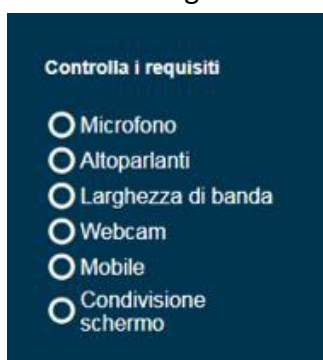 Controlla i requisiti
Microfono
Altoparlanti
Larghezza di banda
Webcam
Mobile
Condivisione
schermo